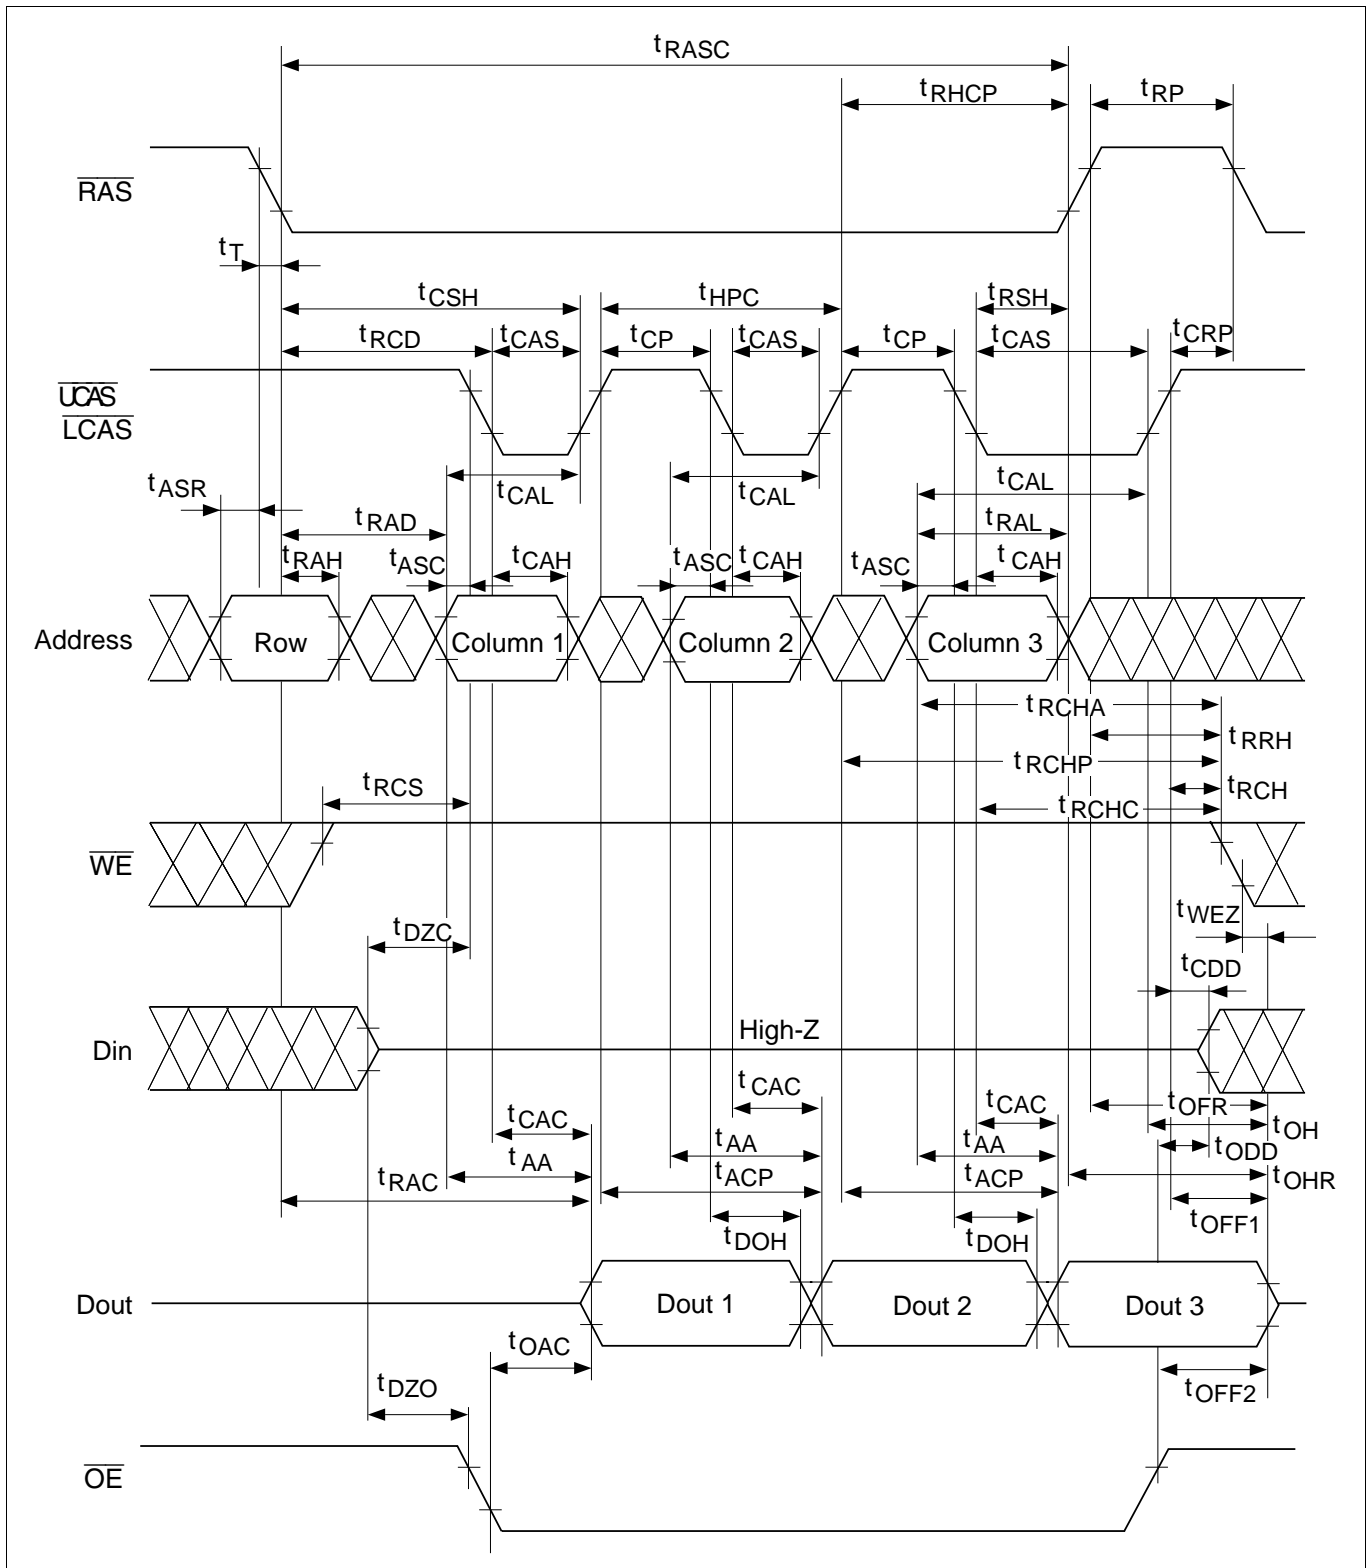 tRASC
tRHCP
tRP
RAS
tT
tCSH
tHPC
tRSH
tRCD
tCAS
tCP
tCAS
tCP
tCAS
tCRP
UCAS
LCAS
tASR
tCAL
tCAL
tCAL
tRAD
tRAL
tRAH
tASC
tCAH
tASC
tCAH
tASC
tCAH
Address
Row
Column 1
Column 2
Column 3
tRCHA
tRRH
tRCHP
tRCS
tRCH
tRCHC
WE
tWEZ
tDZC
tCDD
High-Z
Din
tCAC
tCAC
tCAC
tOFR
tOH
tAA
tAA
tAA
tODD
tRAC
tACP
tACP
tOHR
tDOH
tDOH
tOFF1
Dout
Dout 1
Dout 2
Dout 3
tOAC
tDZO
tOFF2
OE